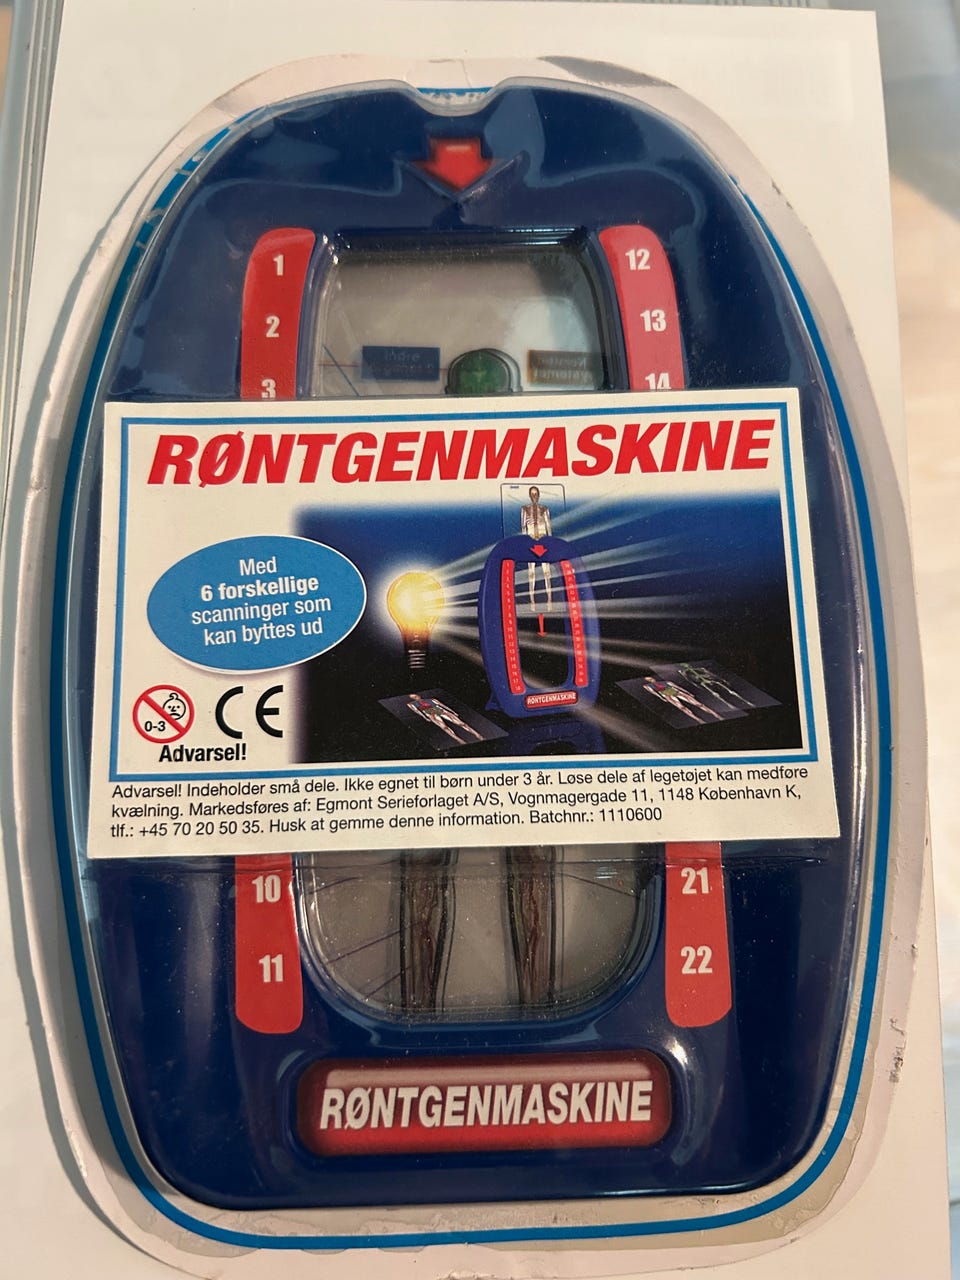 1
2
3
12
13
14
Indre
RØNTGENMASKINE
Med
6 forskellige
scanninger som
kan byttes ud
RØNTGENMASKINE
0-3
CE
Advarsel!
Advarsel! Indeholder små dele. Ikke egnet til børn under 3 år. Løse dele af legetøjet kan medføre
kvælning. Markedsføres af: Egmont Serieforlaget A/S, Vognmagergade 11, 1148 København K,
tlf.: +45 70 20 50 35. Husk at gemme denne information. Batchnr.: 1110600
10
11
21
22
RØNTGENMASKINE